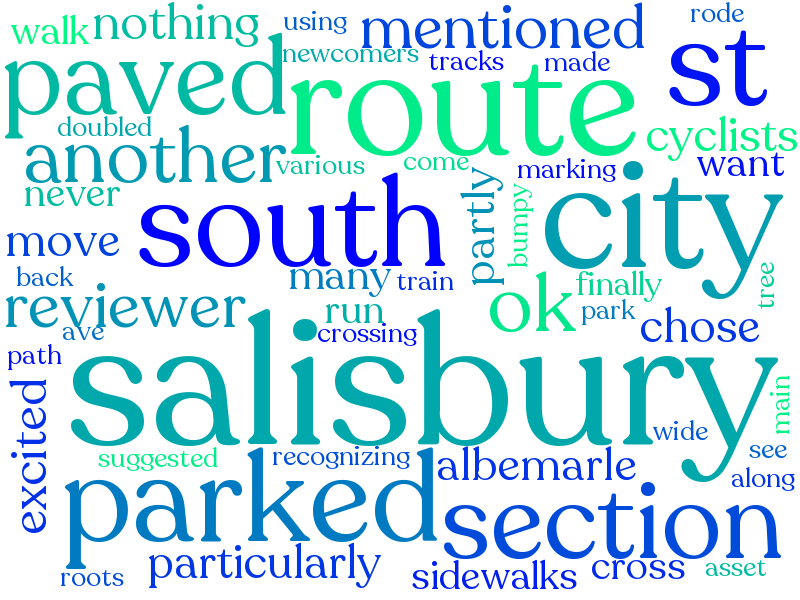 walk
nothing
using
mentioned
rode
newcomers
tracks
made
st
paved
route
doubled
another
various
come
cyclists
marking
want
never
south
partly
bumpy
city
move
back
many
train
finally
tree
reviewer
ave
run
crossing
ok
park
chose
path
salisbury
wide
main
excited
suggested
recognizing
albemarle
see
along
parked
section
roots
particularly
sidewalks
cross
asset